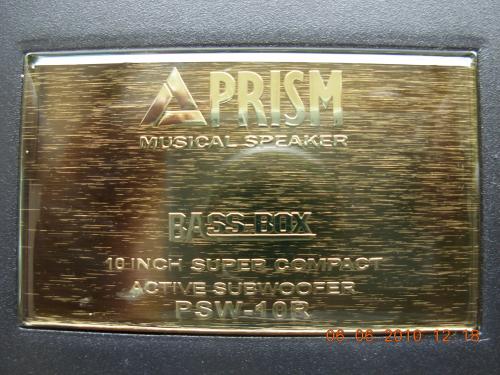 PRISM
MUSICAL SPEAKER
BASS-BOX
10 INCH SUPER COMPACT
ACTIVE SUBWOOFER
PSW-10R
06 06 2010 12 18